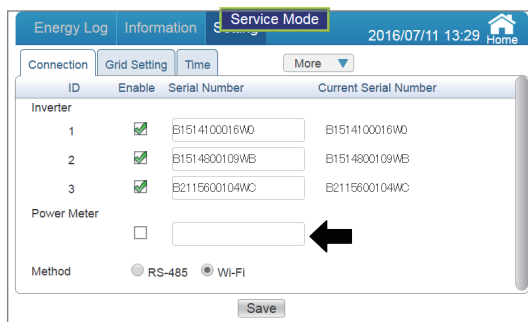 Energy Log Information Service Mode 2016/07/11 13:29 Home
Connection Grid Setting Time More
ID Enable Serial Number Current Serial Number
Inverter
1 B1514100016W0 B1514100016W0
2 B1514800109WB B1514800109WB
3 B2115600104WC B2115600104WC
Power Meter
Method RS-485 Wi-Fi
Save